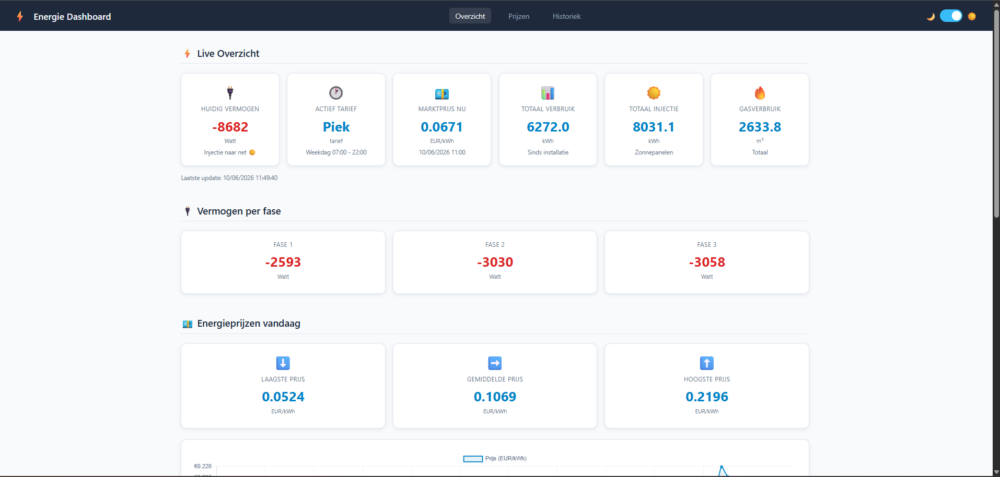 Energie Dashboard
Overzicht Prijzen Historiek
Live Overzicht
HUIDIG VERMOGEN
-8682
Watt
Injectie naar net
ACTIEF TARIEF
Piek
tarief
Weekdag 07:00 - 22:00
MARKTPRIJS NU
0.0671
EUR/kWh
10/06/2026 11:00
TOTAAL VERBRUIK
6272.0
kWh
Sinds installatie
TOTAAL INJECTIE
8031.1
kWh
Zonnepanelen
GASVERBRUIK
2633.8
m³
Totaal
Laatste update: 10/06/2026 11:49:40
Vermogen per fase
FASE 1
-2593
Watt
FASE 2
-3030
Watt
FASE 3
-3058
Watt
Energieprijzen vandaag
LAAGSTE PRIJS
0.0524
EUR/kWh
GEMIDDELDE PRIJS
0.1069
EUR/kWh
HOOGSTE PRIJS
0.2196
EUR/kWh
Prijs (EUR/kWh)
€0.220